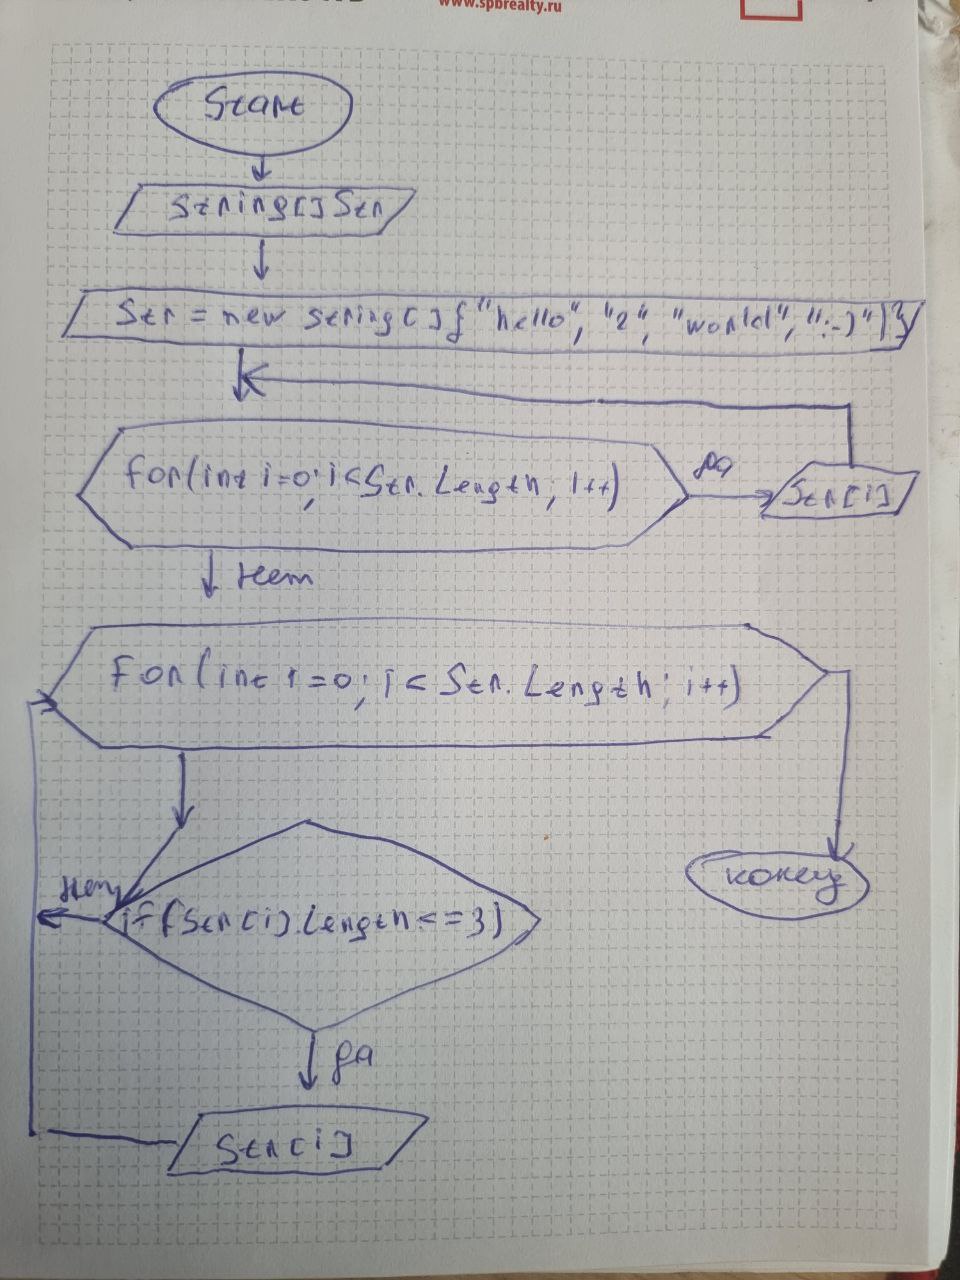 www.spbrealty.ru
Start
String[] Str
Str = new string[] {"hello", "2", "world", ":-)"}
for(int i=0; i<Str.Length; i++)
да
Str[i]
нет
For(int i=0; i< Str.Length; i++)
нет
конец
if(Str[i].Length<=3)
да
Str[i]